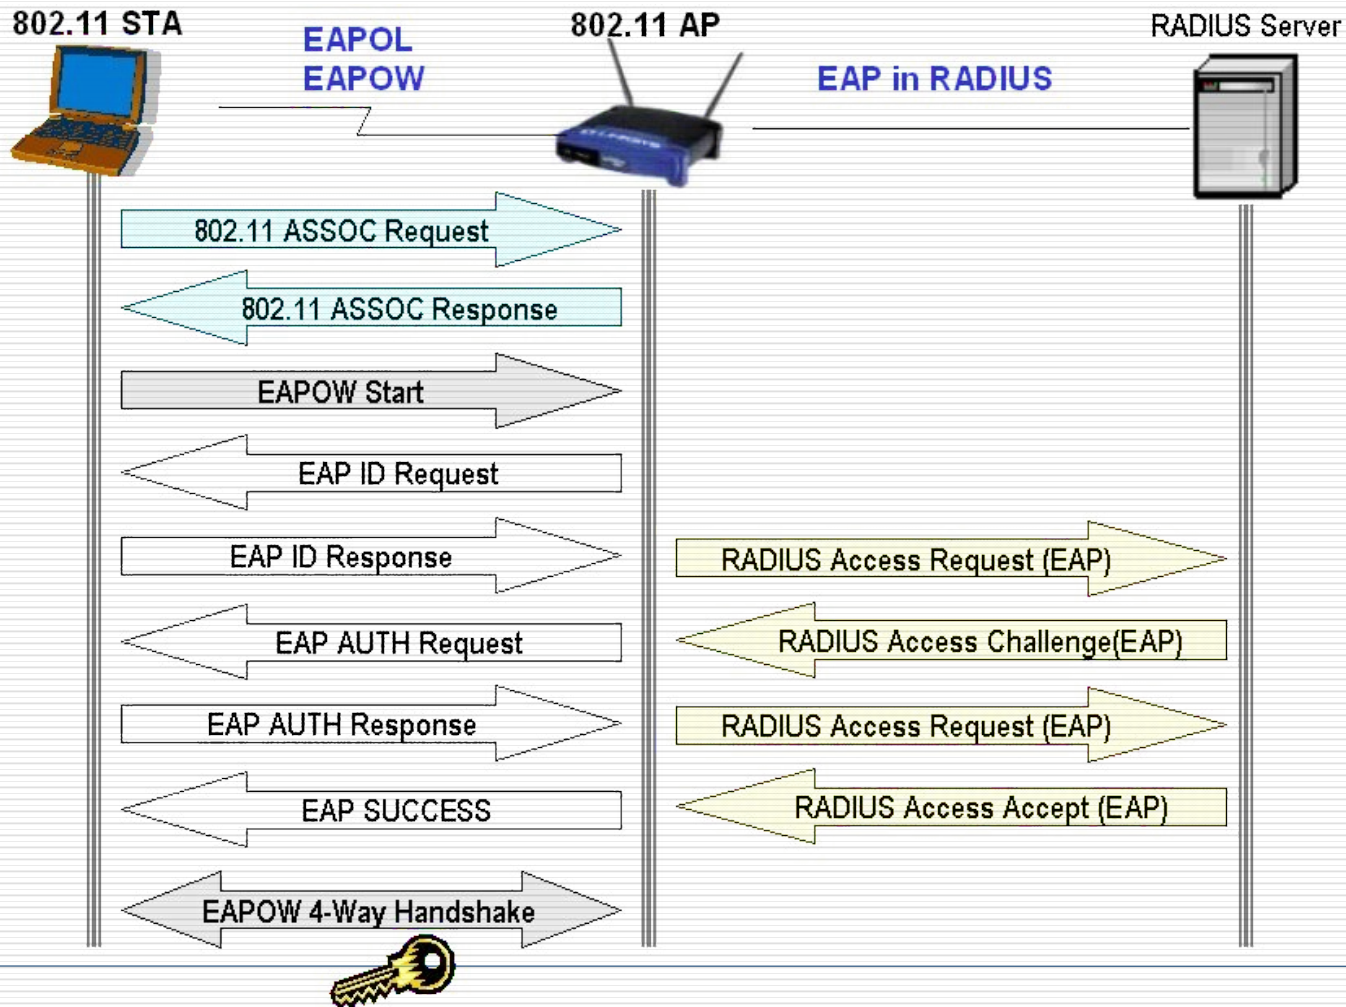 802.11 STA
802.11 AP
RADIUS Server
EAPOL
EAPOW
EAP in RADIUS
802.11 ASSOC Request
802.11 ASSOC Response
EAPOW Start
EAP ID Request
EAP ID Response
RADIUS Access Request (EAP)
EAP AUTH Request
RADIUS Access Challenge(EAP)
EAP AUTH Response
RADIUS Access Request (EAP)
EAP SUCCESS
RADIUS Access Accept (EAP)
EAPOW 4-Way Handshake